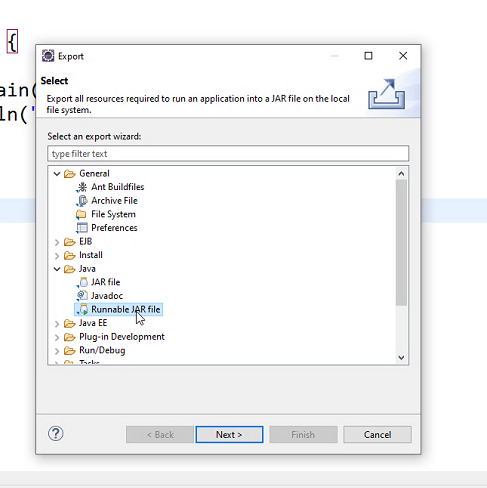 {
Export
Select
ain(
Export all resources required to run an application into a JAR file on the local
file system.
ln("
Select an export wizard:
type filter text
General
Ant Buildfiles
Archive File
File System
Preferences
EJB
Install
Java
JAR file
Javadoc
Runnable JAR file
Java EE
Plug-in Development
Run/Debug
Tasks
? < Back Next > Finish Cancel